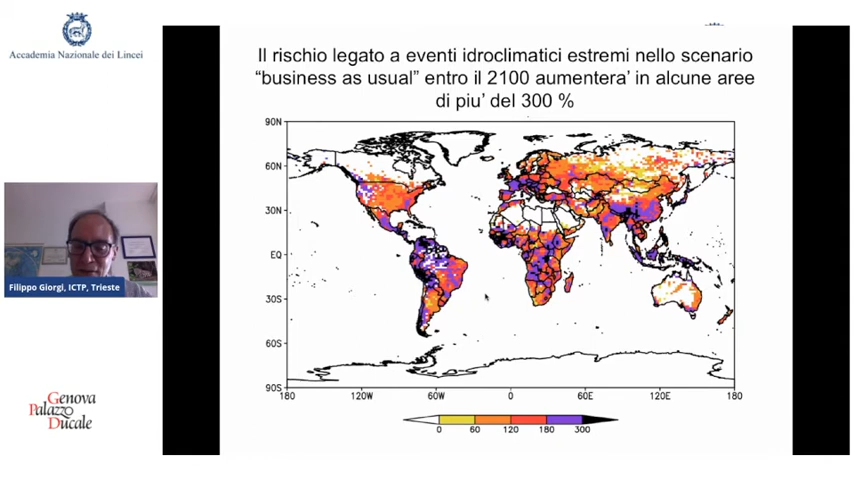 Accademia Nazionale dei Lincei
Il rischio legato a eventi idroclimatici estremi nello scenario
“business as usual” entro il 2100 aumentera’ in alcune aree
di piu’ del 300 %
90N
60N
30N
EQ
30S
60S
90S
180 120W 60W 0 60E 120E 180
0 60 120 180 300
Filippo Giorgi, ICTP, Trieste
Genova
Palazzo
Ducale